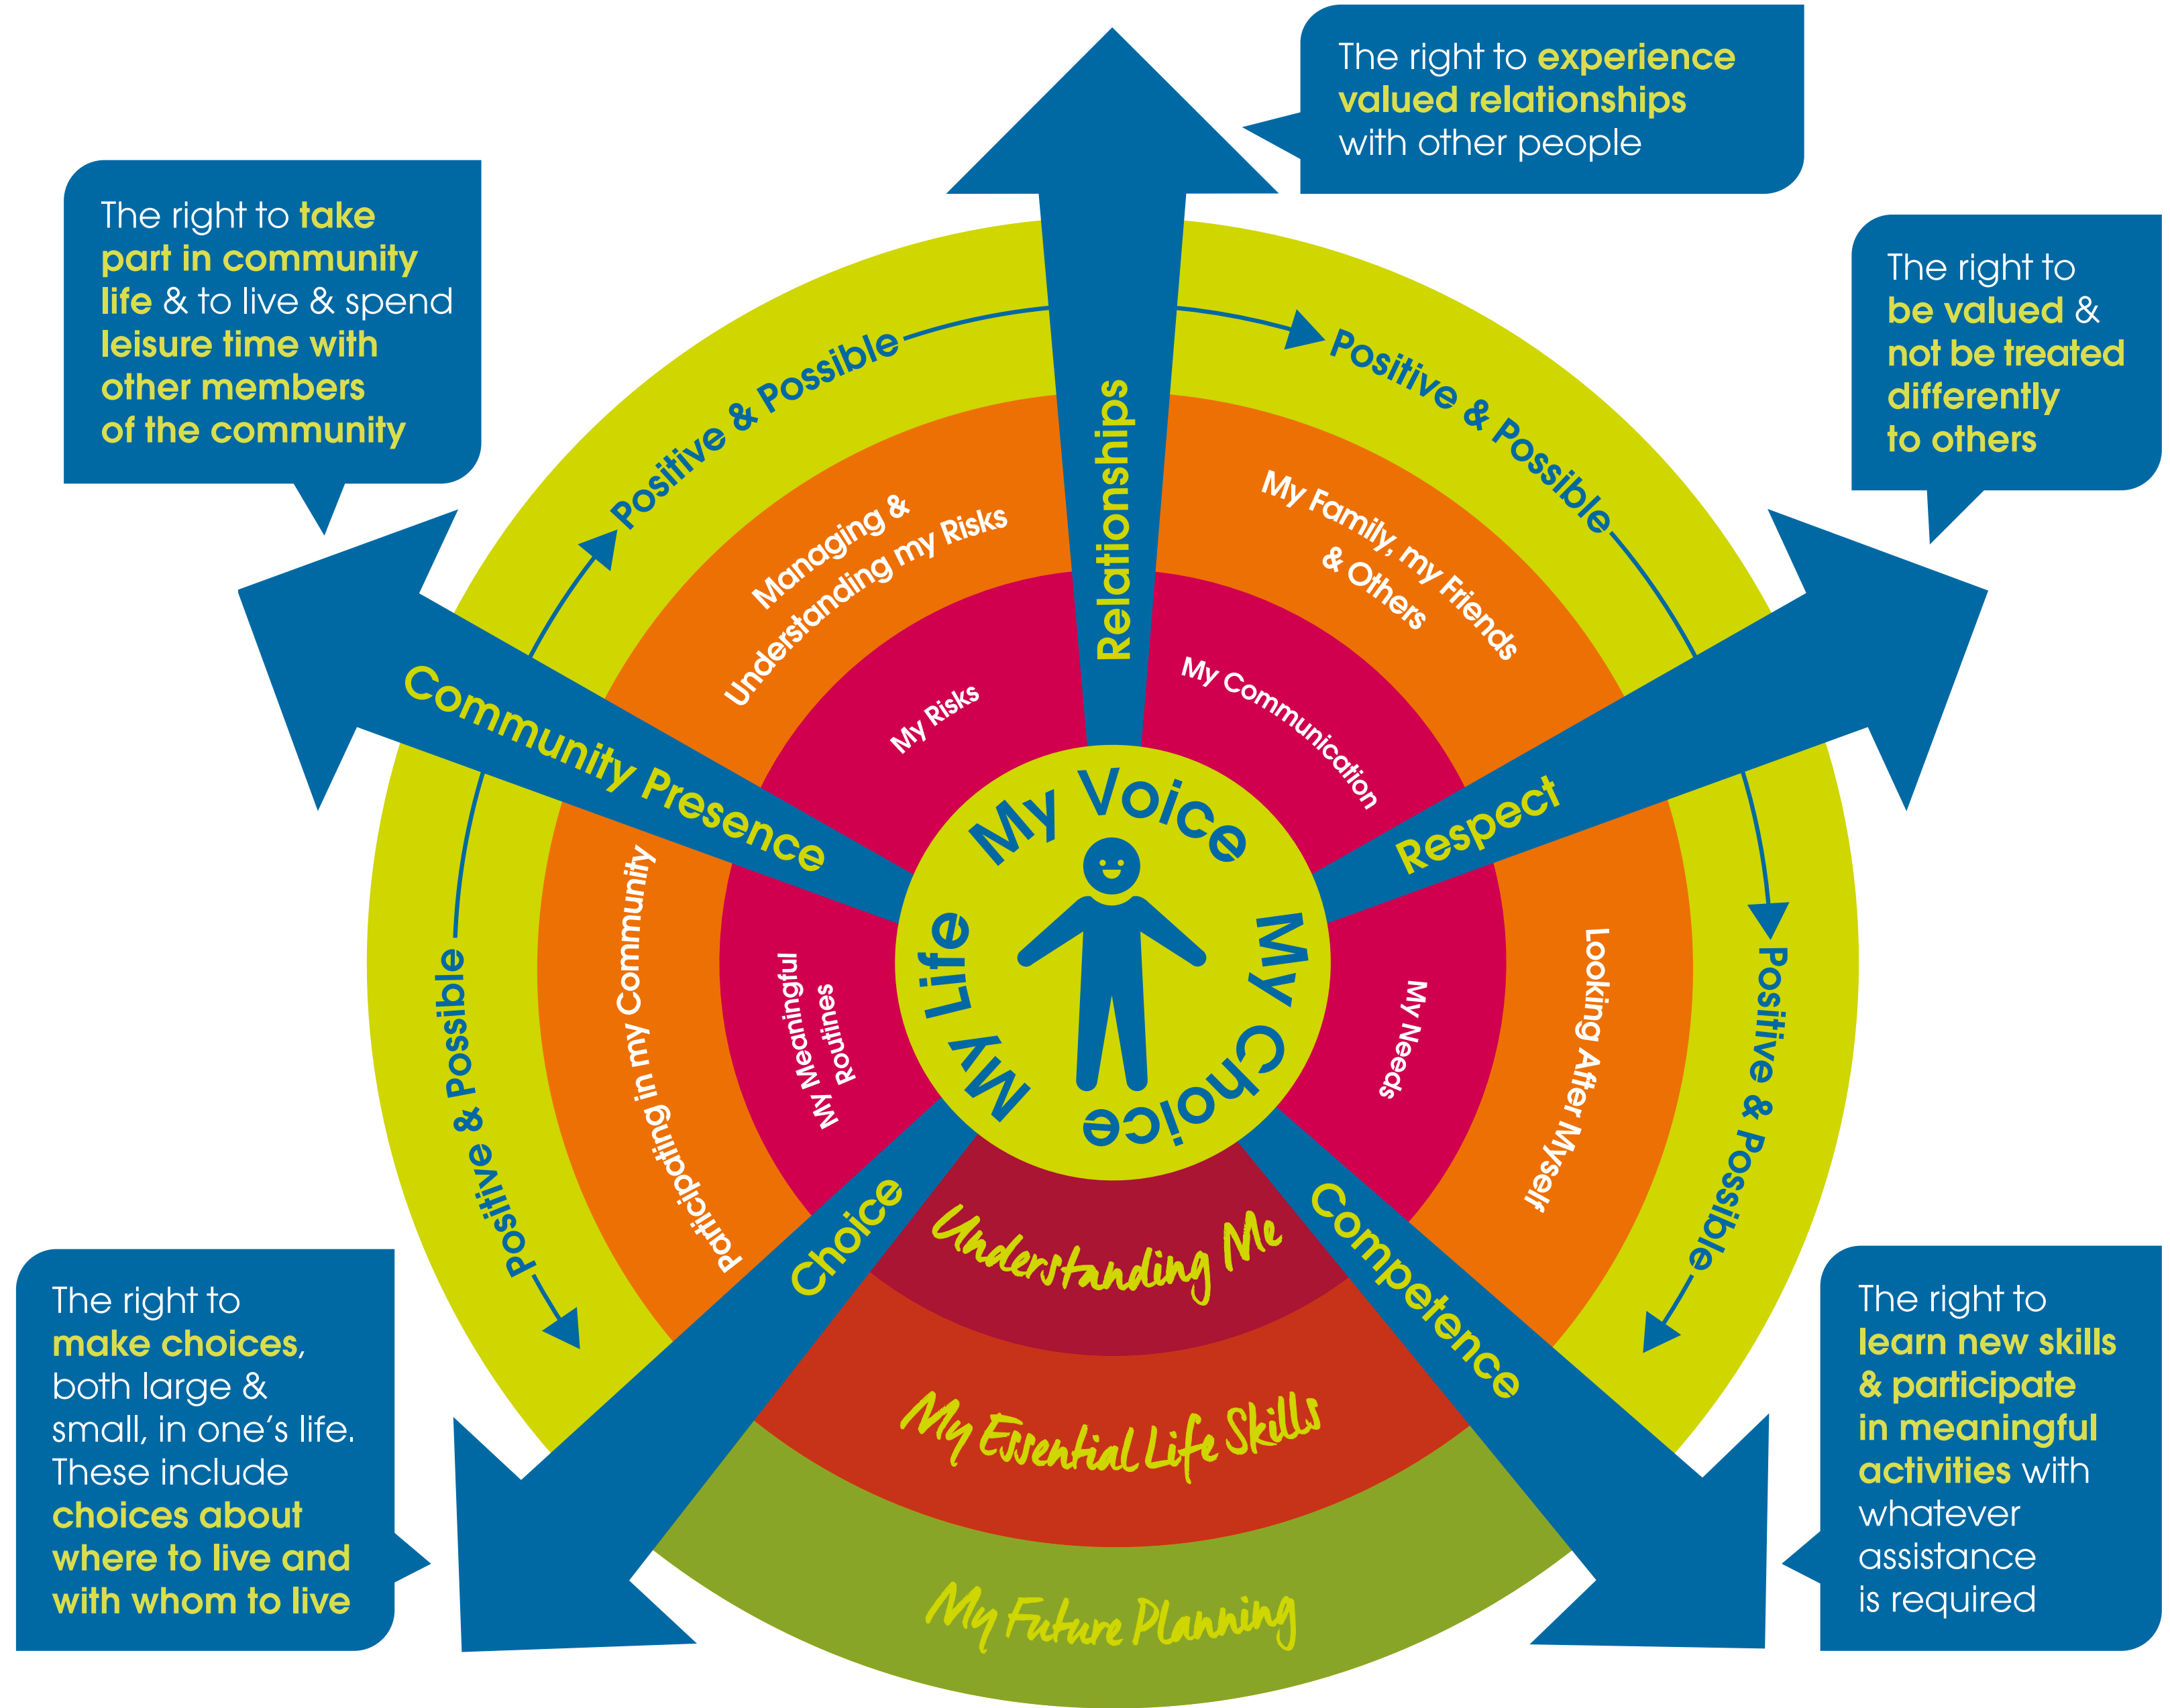 The right to experience
valued relationships
with other people
The right to take
part in community
life & to live & spend
leisure time with
other members
of the community
The right to
be valued &
not be treated
differently
to others
Relationships
Positive & Possible
Positive & Possible
Managing &
Understanding my Risks
My Family, my Friends
& Others
My Risks
My Communication
Community Presence
Respect
My Voice
My Choice
My Life
Positive & Possible
Participating in my Community
My Meaningful
Routines
My Needs
Looking After Myself
Positive & Possible
Choice
Competence
Understanding Me
My Essential Life Skills
My Future Planning
The right to
make choices,
both large &
small, in one's life.
These include
choices about
where to live and
with whom to live
The right to
learn new skills
& participate
in meaningful
activities with
whatever
assistance
is required